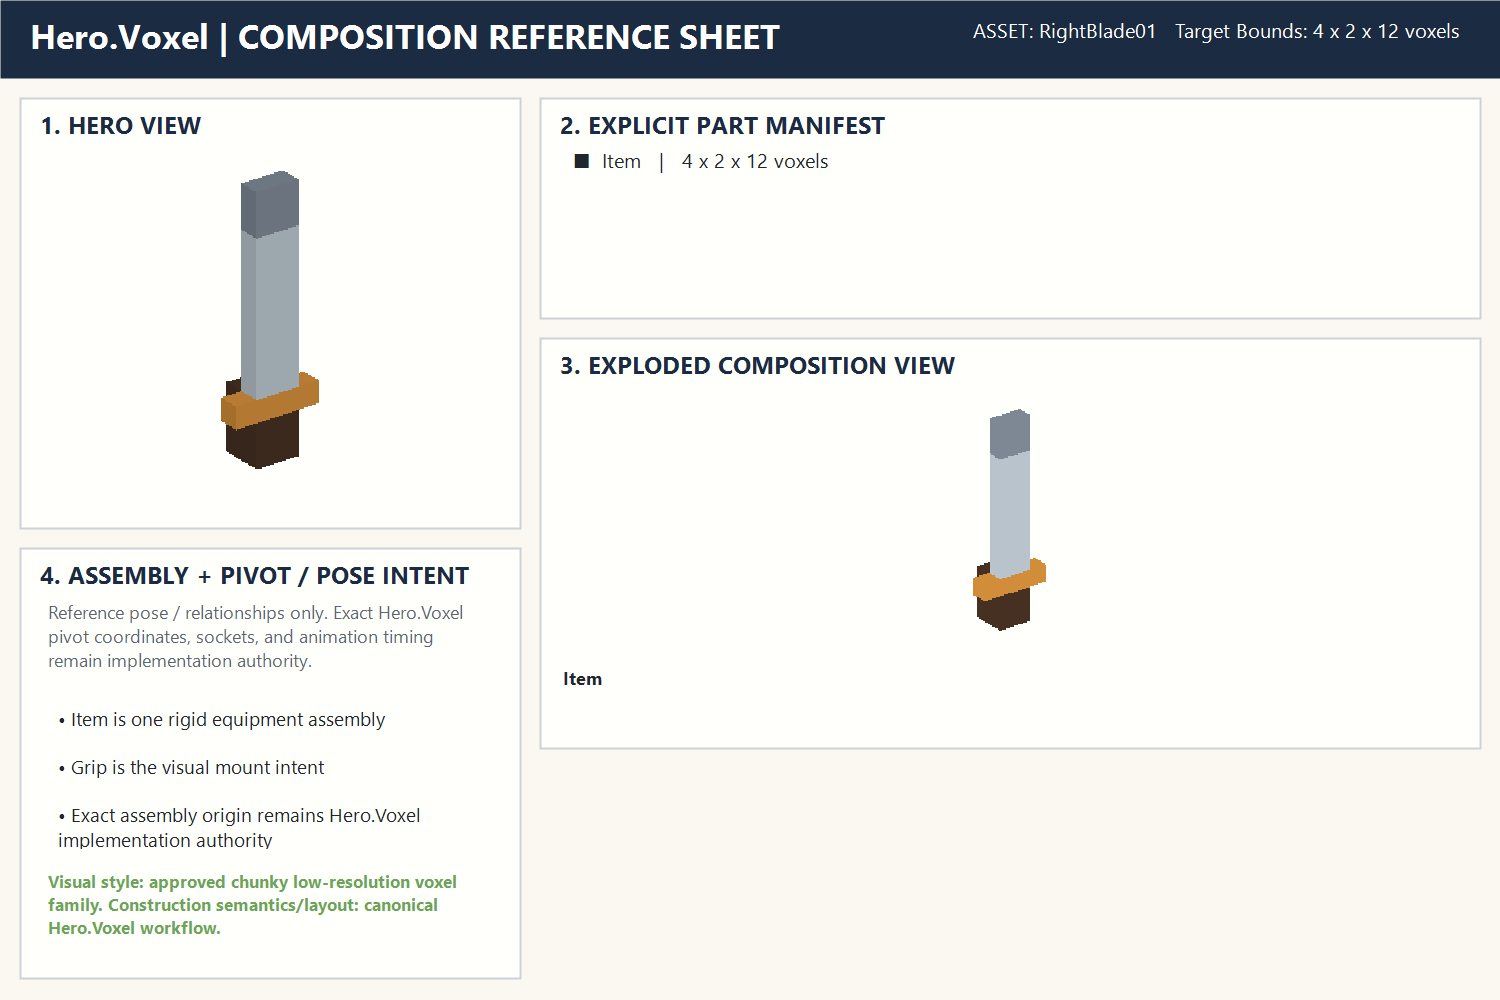 Hero.Voxel | COMPOSITION REFERENCE SHEET
ASSET: RightBlade01 Target Bounds: 4 x 2 x 12 voxels
1. HERO VIEW
2. EXPLICIT PART MANIFEST
■ Item | 4 x 2 x 12 voxels
3. EXPLODED COMPOSITION VIEW
Item
4. ASSEMBLY + PIVOT / POSE INTENT
Reference pose / relationships only. Exact Hero.Voxel
pivot coordinates, sockets, and animation timing
remain implementation authority.
• Item is one rigid equipment assembly
• Grip is the visual mount intent
• Exact assembly origin remains Hero.Voxel
implementation authority
Visual style: approved chunky low-resolution voxel
family. Construction semantics/layout: canonical
Hero.Voxel workflow.